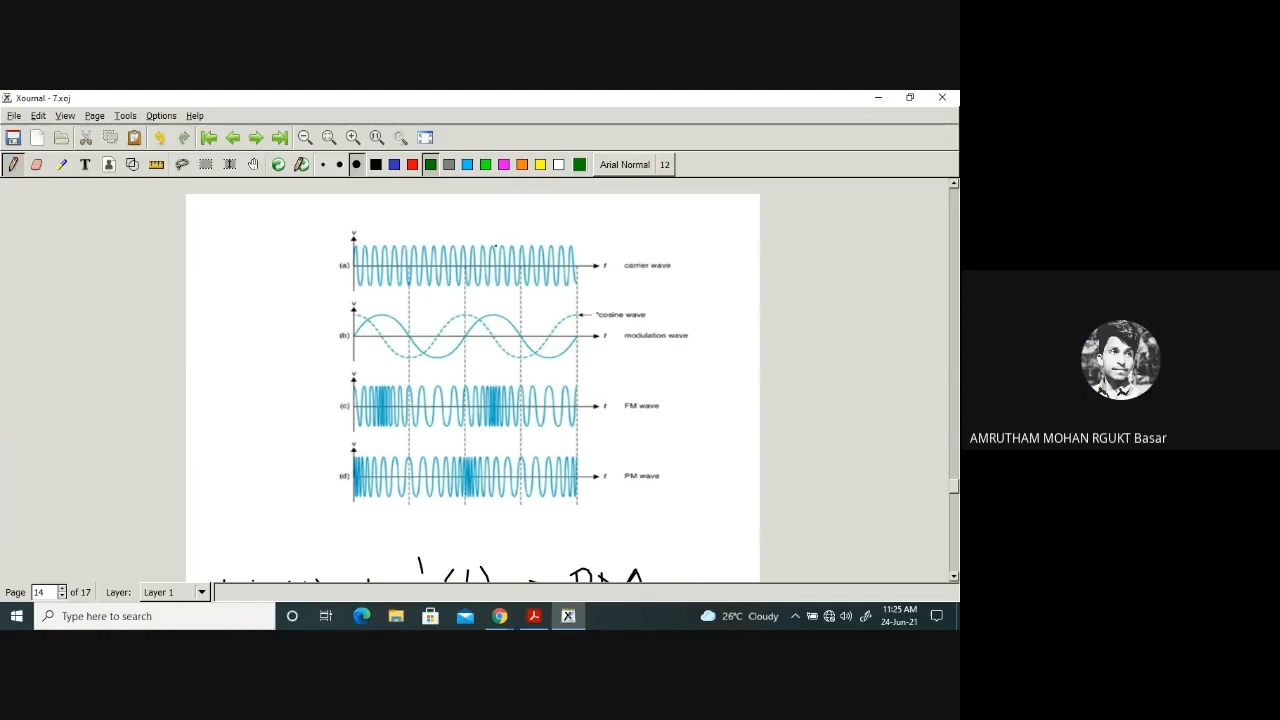 Xournal - 7.xoj
File Edit View Page Tools Options Help
Arial Normal 12
v
(a) t carrier wave
v
*cosine wave
(b) t modulation wave
v
(c) t FM wave
v
(d) t PM wave
AMRUTHAM MOHAN RGUKT Basar
Page 14 of 17 Layer: Layer 1
Type here to search
26°C Cloudy
11:25 AM
24-Jun-21